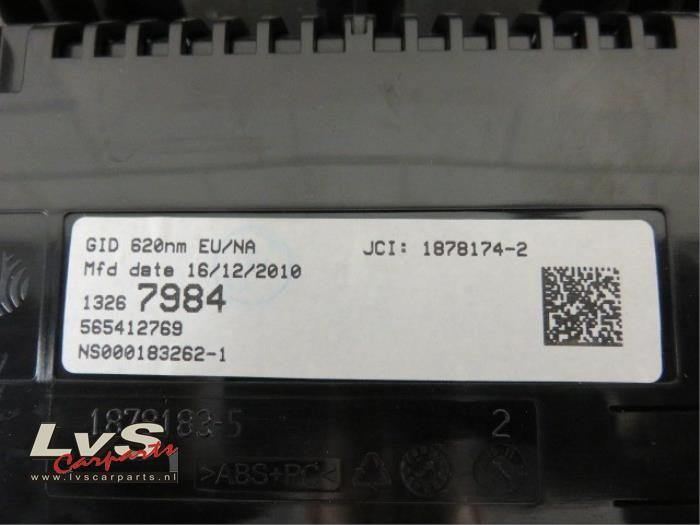 GID 620nm EU/NA JCI: 1878174-2
Mfd date 16/12/2010
1326 7984
565412769
NS000183262-1
1878183-5 2
>ABS+PC<
LvS
Carparts
www.lvscarparts.nl